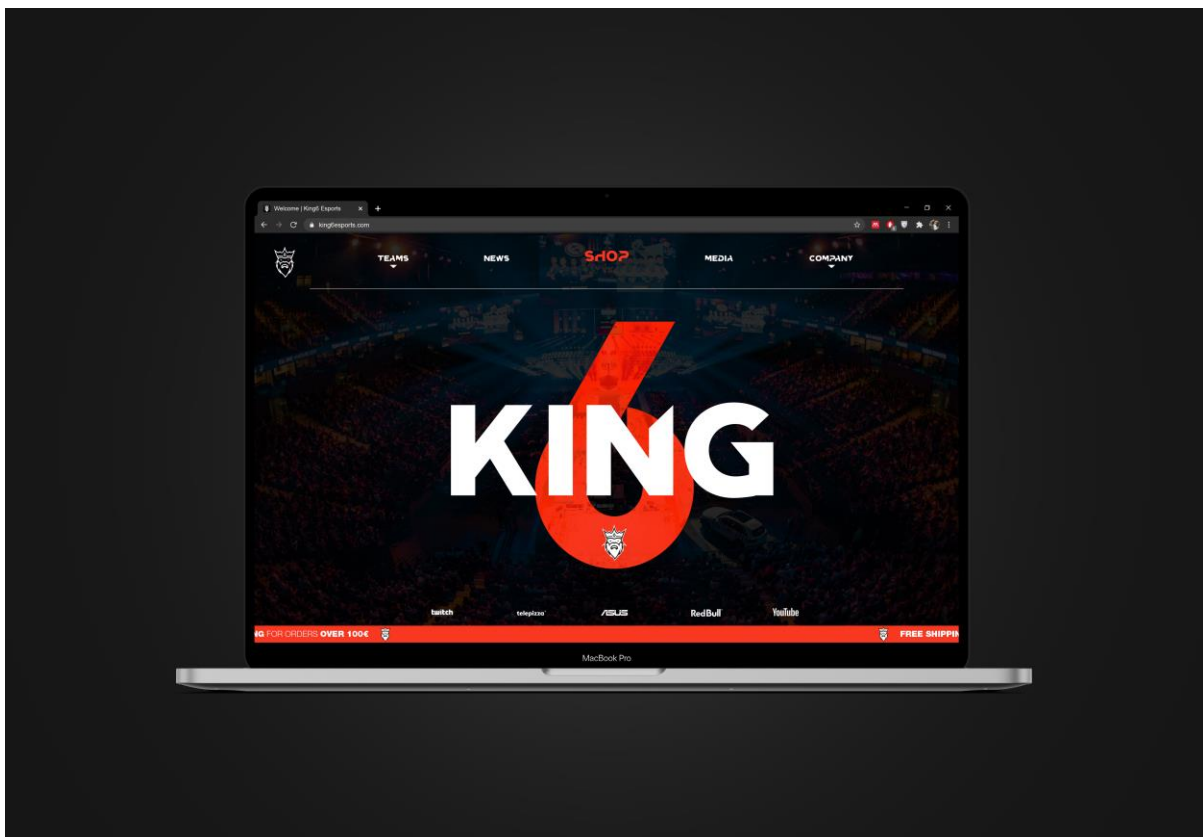 Welcome | King6 Esports
king6esports.com
TEAMS
NEWS
SHOP
MEDIA
COMPANY
6
KING
twitch
telepizza
ASUS
RedBull
YouTube
NG FOR ORDERS OVER 100€
FREE SHIPPIN
MacBook Pro